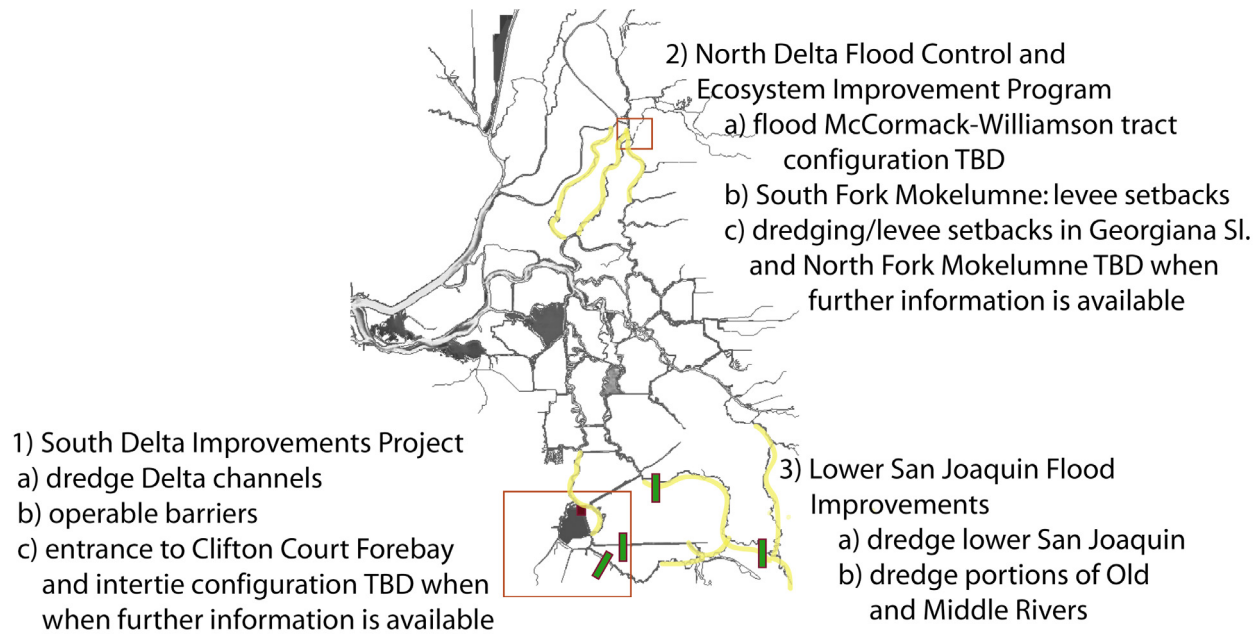 2) North Delta Flood Control and
Ecosystem Improvement Program
a) flood McCormack-Williamson tract
configuration TBD
b) South Fork Mokelumne: levee setbacks
c) dredging/levee setbacks in Georgiana Sl.
and North Fork Mokelumne TBD when
further information is available
1) South Delta Improvements Project
a) dredge Delta channels
b) operable barriers
c) entrance to Clifton Court Forebay
and intertie configuration TBD when
when further information is available
3) Lower San Joaquin Flood
Improvements
a) dredge lower San Joaquin
b) dredge portions of Old
and Middle Rivers